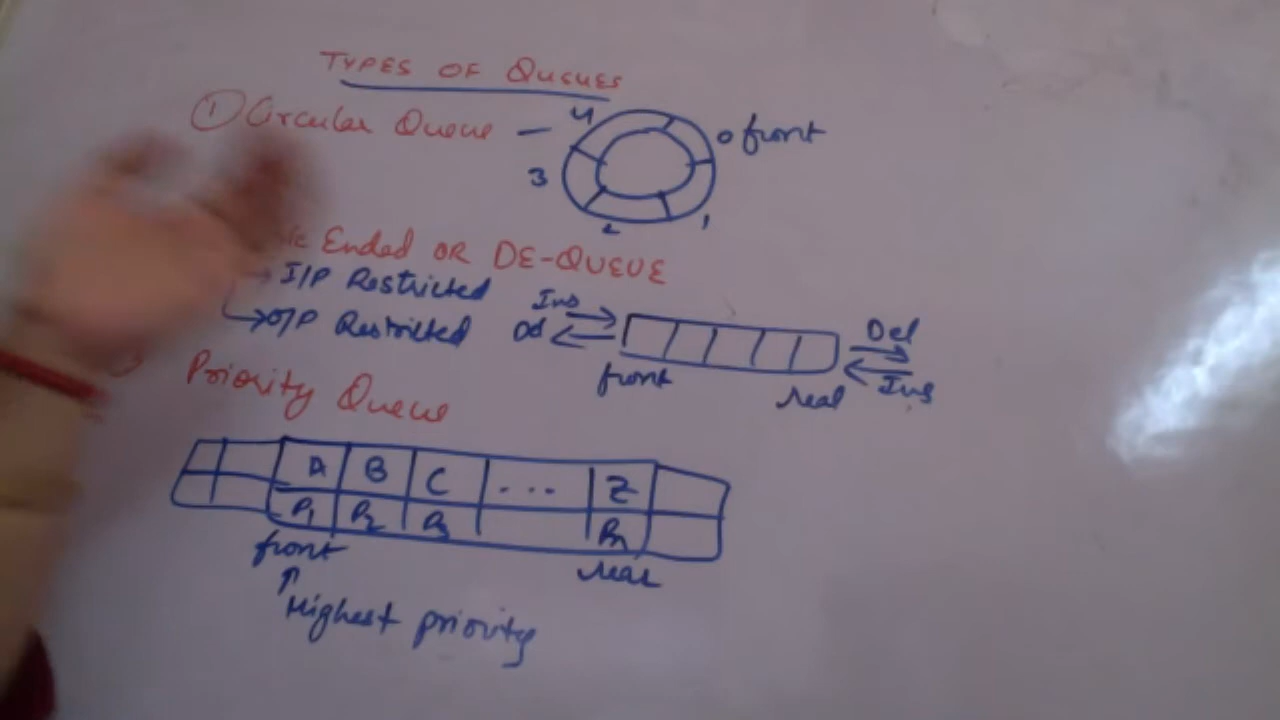 TYPES OF QUEUES
① Circular Queue –
4
0 front
3
1
2
Ended OR DE-QUEUE
→ I/P Restricted
→ O/P Restricted
Ins
Del
Del
Ins
front
rear
Priority Queue
A B C ... Z
P1 P2 P3 Pn
front
rear
↑
Highest priority